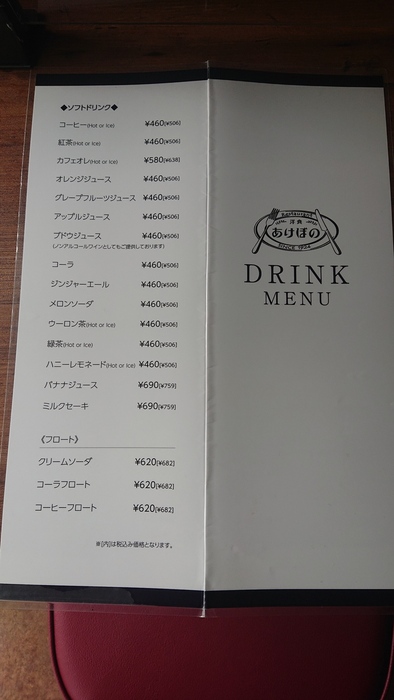 ◆ソフトドリンク◆
コーヒー(Hot or Ice) ¥460[¥506]
紅茶(Hot or Ice) ¥460[¥506]
カフェオレ(Hot or Ice) ¥580[¥638]
オレンジジュース ¥460[¥506]
グレープフルーツジュース ¥460[¥506]
アップルジュース ¥460[¥506]
ブドウジュース ¥460[¥506]
(ノンアルコールワインとしてもご提供しております)
コーラ ¥460[¥506]
ジンジャーエール ¥460[¥506]
メロンソーダ ¥460[¥506]
ウーロン茶(Hot or Ice) ¥460[¥506]
緑茶(Hot or Ice) ¥460[¥506]
ハニーレモネード(Hot or Ice) ¥460[¥506]
バナナジュース ¥690[¥759]
ミルクセーキ ¥690[¥759]
《フロート》
クリームソーダ ¥620[¥682]
コーラフロート ¥620[¥682]
コーヒーフロート ¥620[¥682]
※[内]は税込み価格となります。
Restaurant
洋食
あけぼの
SINCE 1954
DRINK
MENU